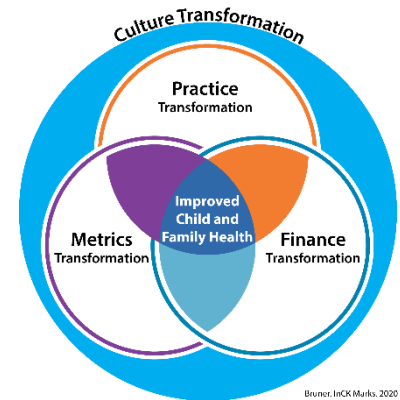 Culture Transformation
Practice
Transformation
Improved
Child and
Family Health
Metrics
Transformation
Finance
Transformation
Bruner. InCK Marks. 2020